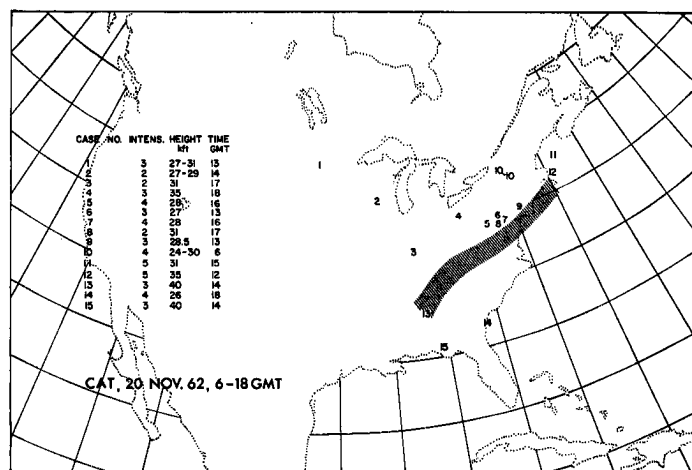 CASE NO. INTENS. HEIGHT TIME
kft GMT
1 3 27-31 13
2 2 27-29 14
3 2 31 17
4 3 35 18
5 4 28 16
6 3 27 13
7 4 28 16
8 2 31 17
9 3 28.5 13
10 4 24-30 6
11 5 31 15
12 5 35 12
13 3 40 14
14 4 26 18
15 3 40 14
11
1
10-10
12
2
9
4
6
7
5 8
3
13
14
15
CAT, 20 NOV. 62, 6-18 GMT